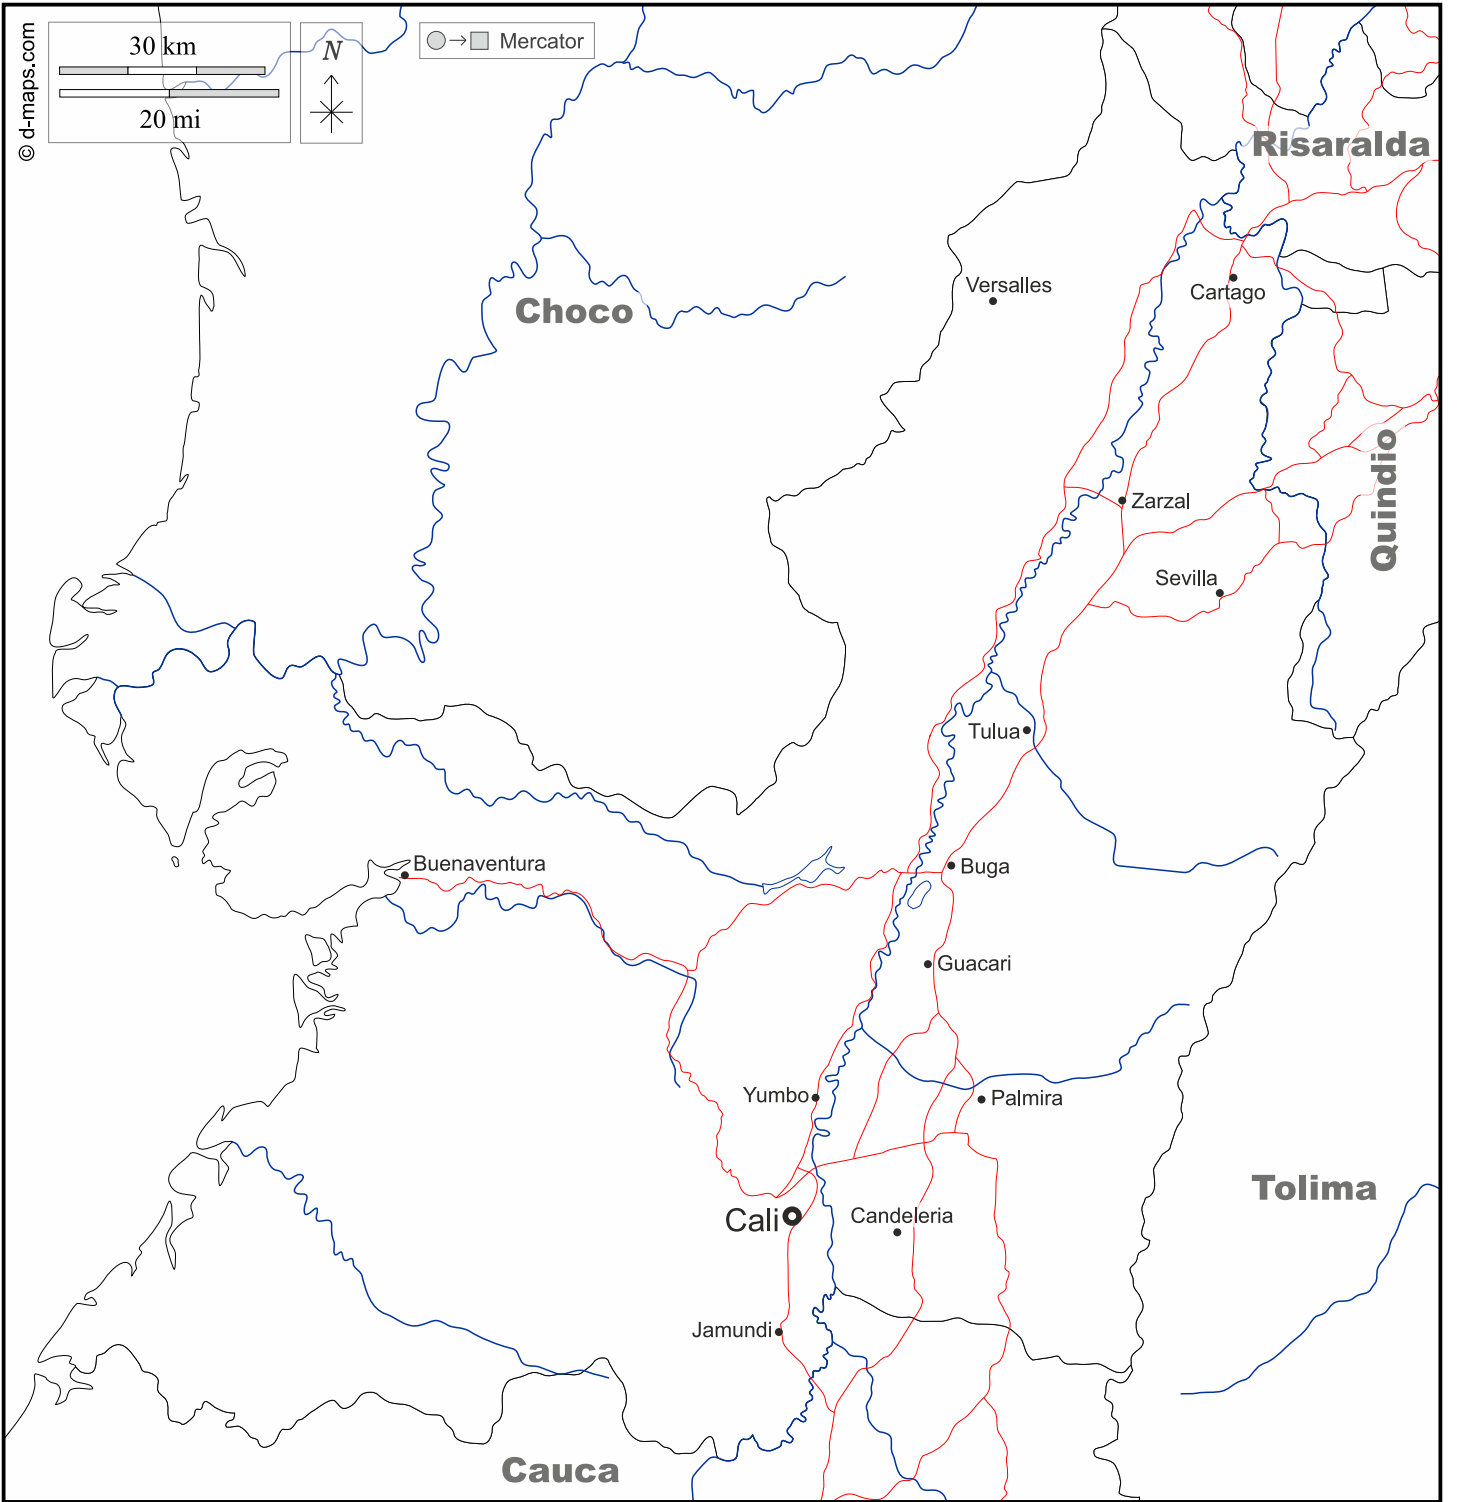 © d-maps.com
30 km
20 mi
N
Mercator
Risaralda
Versalles
Cartago
Choco
Quindio
Zarzal
Sevilla
Tulua
Buenaventura
Buga
Guacari
Yumbo
Palmira
Tolima
Cali
Candeleria
Jamundi
Cauca